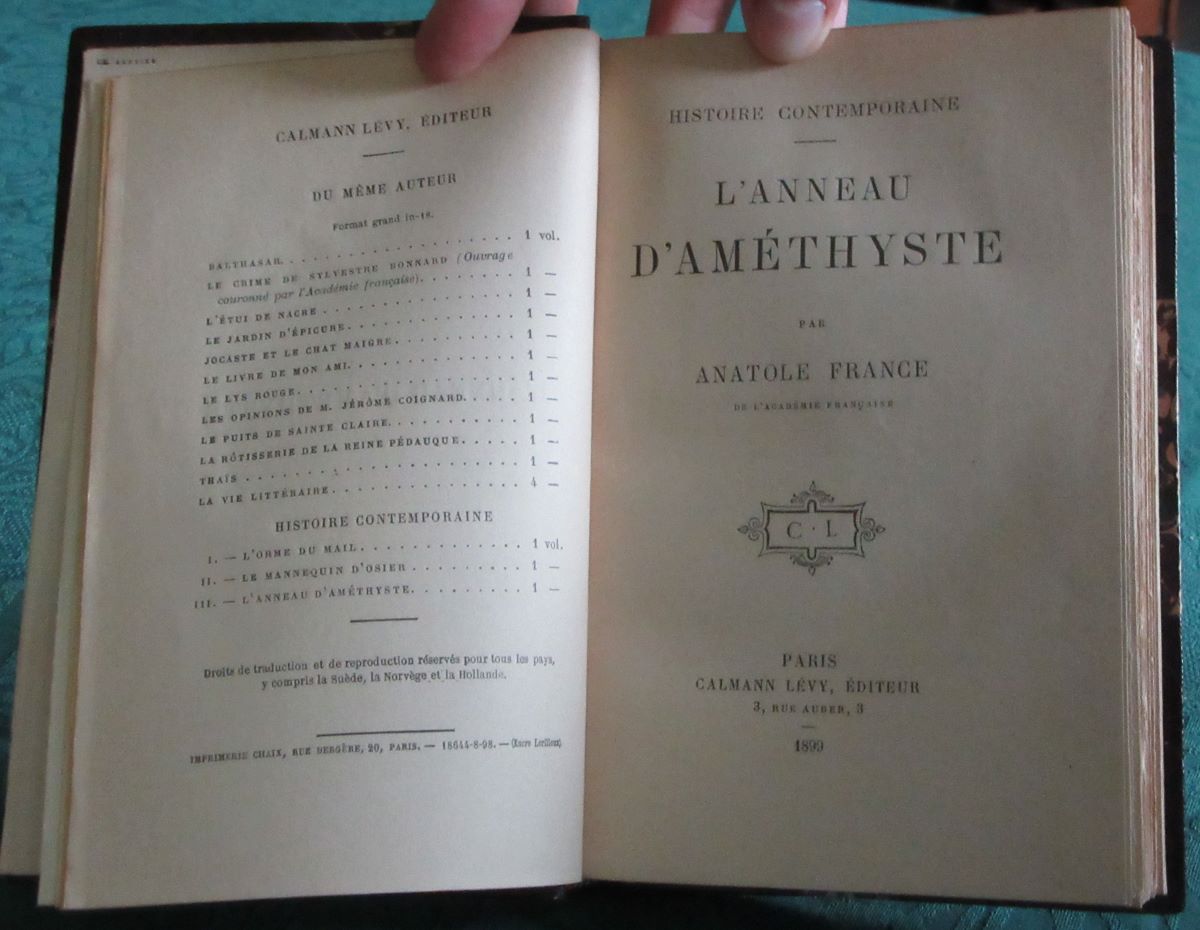 CALMANN LÉVY, ÉDITEUR
DU MÊME AUTEUR
Format grand in-18.
BALTHASAR. . . . . . . . . . . . . . 1 vol.
LE CRIME DE SYLVESTRE BONNARD (Ouvrage
couronné par l'Académie française). . . . . . . 1 —
L'ÉTUI DE NACRE . . . . . . . . . . . . . 1 —
LE JARDIN D'ÉPICURE. . . . . . . . . . . . 1 —
JOCASTE ET LE CHAT MAIGRE. . . . . . . . . 1 —
LE LIVRE DE MON AMI. . . . . . . . . . . . 1 —
LE LYS ROUGE. . . . . . . . . . . . . . 1 —
LES OPINIONS DE M. JÉRÔME COIGNARD. . . . . 1 —
LE PUITS DE SAINTE CLAIRE. . . . . . . . . 1 —
LA RÔTISSERIE DE LA REINE PÉDAUQUE. . . . . 1 —
THAÏS . . . . . . . . . . . . . . . . . 1 —
LA VIE LITTÉRAIRE. . . . . . . . . . . . . 4 —
HISTOIRE CONTEMPORAINE
I. — L'ORME DU MAIL. . . . . . . . . . . . . 1 vol.
II. — LE MANNEQUIN D'OSIER . . . . . . . . . 1 —
III. — L'ANNEAU D'AMÉTHYSTE. . . . . . . . . 1 —
Droits de traduction et de reproduction réservés pour tous les pays,
y compris la Suède, la Norvège et la Hollande.
IMPRIMERIE CHAIX, RUE BERGÈRE, 20, PARIS. — 18644-8-98. — (Encre Lorilleux)
HISTOIRE CONTEMPORAINE
L'ANNEAU
D'AMÉTHYSTE
PAR
ANATOLE FRANCE
DE L'ACADÉMIE FRANÇAISE
C · L
PARIS
CALMANN LÉVY, ÉDITEUR
3, RUE AUBER, 3
1899